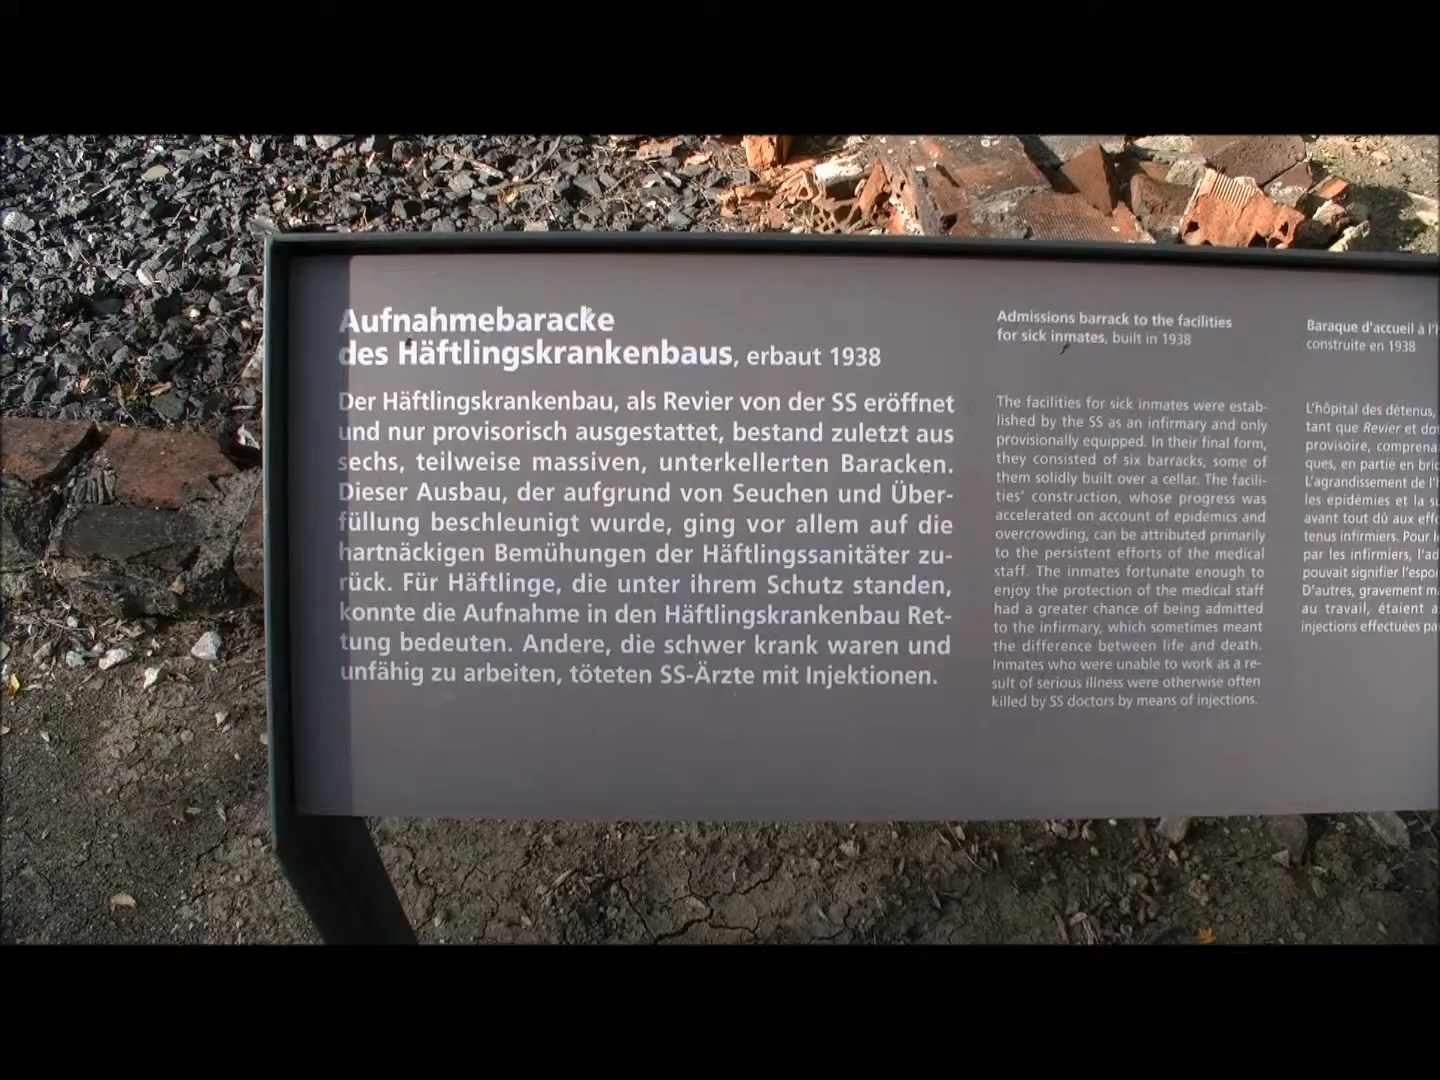 Aufnahmebaracke
des Häftlingskrankenbaus, erbaut 1938
Der Häftlingskrankenbau, als Revier von der SS eröffnet
und nur provisorisch ausgestattet, bestand zuletzt aus
sechs, teilweise massiven, unterkellerten Baracken.
Dieser Ausbau, der aufgrund von Seuchen und Über-
füllung beschleunigt wurde, ging vor allem auf die
hartnäckigen Bemühungen der Häftlingssanitäter zu-
rück. Für Häftlinge, die unter ihrem Schutz standen,
konnte die Aufnahme in den Häftlingskrankenbau Ret-
tung bedeuten. Andere, die schwer krank waren und
unfähig zu arbeiten, töteten SS-Ärzte mit Injektionen.
Admissions barrack to the facilities
for sick inmates, built in 1938
The facilities for sick inmates were estab-
lished by the SS as an infirmary and only
provisionally equipped. In their final form,
they consisted of six barracks, some of
them solidly built over a cellar. The facili-
ties' construction, whose progress was
accelerated on account of epidemics and
overcrowding, can be attributed primarily
to the persistent efforts of the medical
staff. The inmates fortunate enough to
enjoy the protection of the medical staff
had a greater chance of being admitted
to the infirmary, which sometimes meant
the difference between life and death.
Inmates who were unable to work as a re-
sult of serious illness were otherwise often
killed by SS doctors by means of injections.
Baraque d'accueil à
construite en 1938
L'hôpital des détenus,
tant que Revier et
provisoire,
ques, en partie en
L'agrandissement de
les épidémies et la
avant tout dû aux
tenus infirmiers. Pour
par les infirmiers,
pouvait signifier
D'autres, gravement
au travail, étaient
injections effectuées